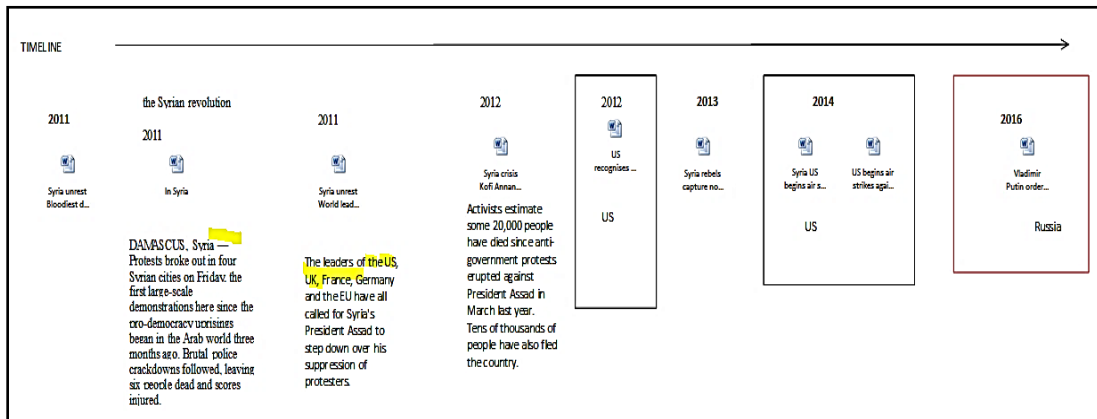 TIMELINE
2011
Syria unrest
Bloodiest d...
the Syrian revolution
2011
In Syria
DAMASCUS, Syria —
Protests broke out in four
Syrian cities on Friday, the
first large-scale
demonstrations here since the
pro-democracy uprisings
began in the Arab world three
months ago. Brutal police
crackdowns followed, leaving
six people dead and scores
injured.
2011
Syria unrest
World lead...
The leaders of the US,
UK, France, Germany
and the EU have all
called for Syria's
President Assad to
step down over his
suppression of
protesters.
2012
Syria crisis
Kofi Annan...
Activists estimate
some 20,000 people
have died since anti-
government protests
erupted against
President Assad in
March last year.
Tens of thousands of
people have also fled
the country.
2012
US
recognises ...
US
2013
Syria rebels
capture no...
2014
Syria US
begins air s...
US begins air
strikes agai...
US
2016
Vladimir
Putin order...
Russia